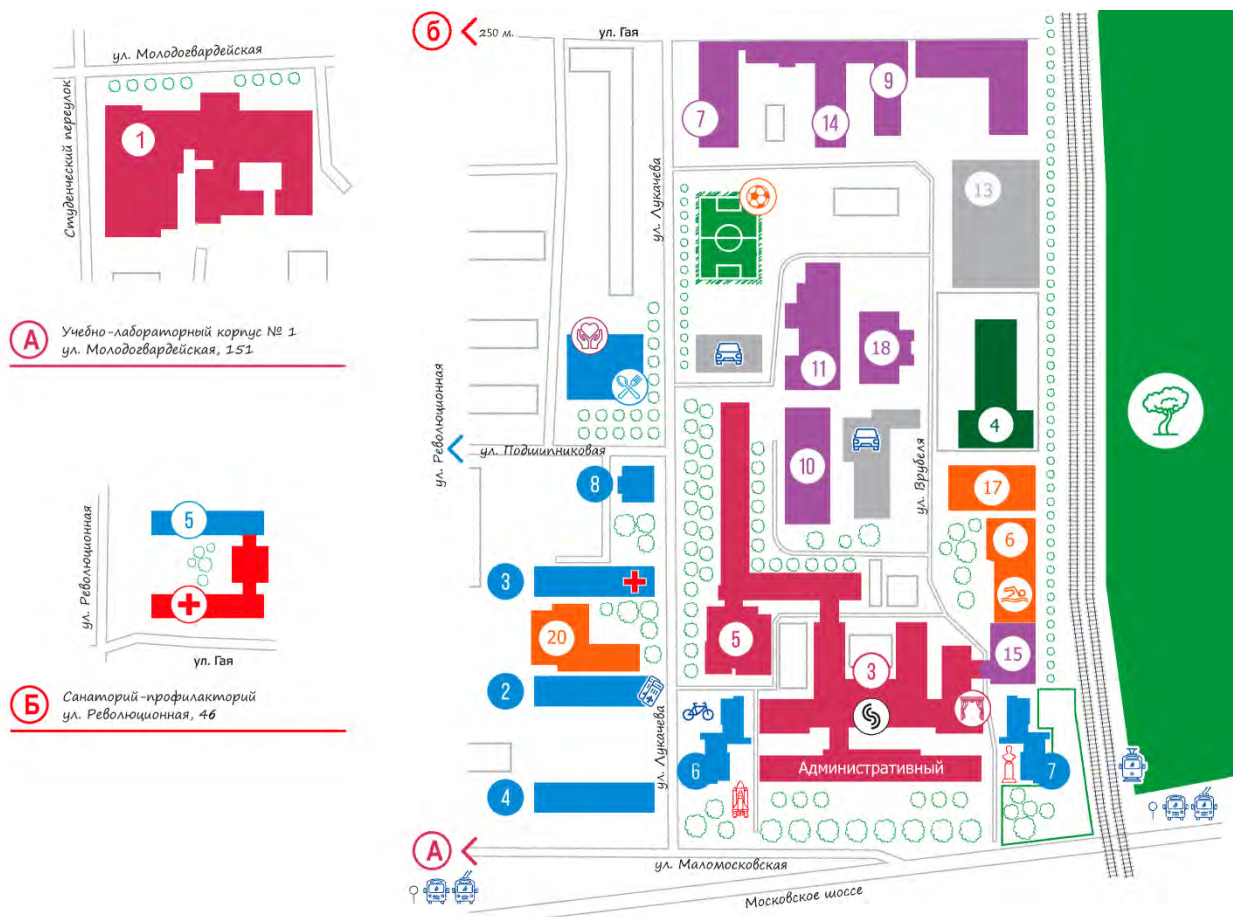 ул. Молодогвардейская
Студенческий переулок
1
А
Учебно-лабораторный корпус № 1
ул. Молодогвардейская, 151
ул. Революционная
5
ул. Гая
Б
Санаторий-профилакторий
ул. Революционная, 46
б
250 м.
ул. Гая
7
14
9
13
ул. Лукачева
11
18
4
ул. Революционная
ул. Подшипниковая
8
10
ул. Врубеля
17
6
3
20
5
3
15
2
ул. Лукачева
6
Административный
7
4
А
ул. Маломосковская
Московское шоссе